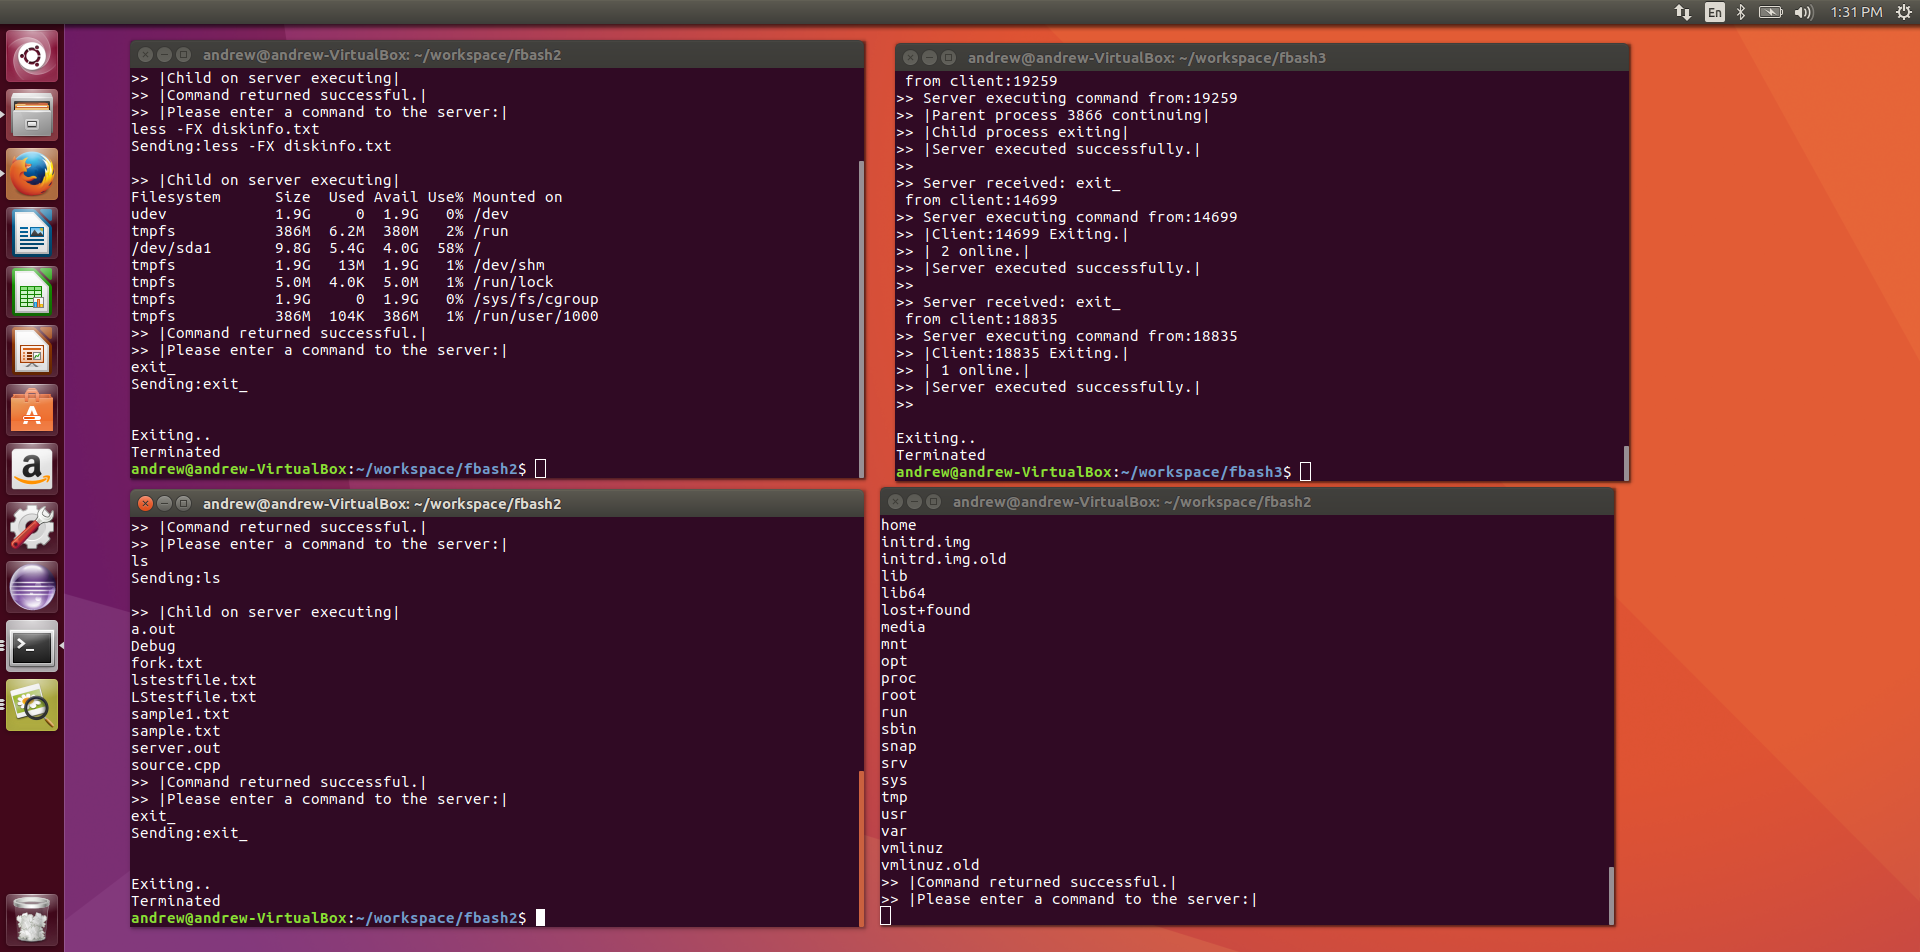 En 1:31 PM
andrew@andrew-VirtualBox: ~/workspace/fbash2
>> |Child on server executing|
>> |Command returned successful.|
>> |Please enter a command to the server:|
less -FX diskinfo.txt
Sending:less -FX diskinfo.txt
>> |Child on server executing|
Filesystem      Size  Used Avail Use% Mounted on
udev            1.9G     0  1.9G   0% /dev
tmpfs           386M  6.2M  380M   2% /run
/dev/sda1       9.8G  5.4G  4.0G  58% /
tmpfs           1.9G   13M  1.9G   1% /dev/shm
tmpfs           5.0M  4.0K  5.0M   1% /run/lock
tmpfs           1.9G     0  1.9G   0% /sys/fs/cgroup
tmpfs           386M  104K  386M   1% /run/user/1000
>> |Command returned successful.|
>> |Please enter a command to the server:|
exit_
Sending:exit_
Exiting..
Terminated
andrew@andrew-VirtualBox:~/workspace/fbash2$
andrew@andrew-VirtualBox: ~/workspace/fbash3
from client:19259
>> Server executing command from:19259
>> |Parent process 3866 continuing|
>> |Child process exiting|
>> |Server executed successfully.|
>>
>> Server received: exit_
from client:14699
>> Server executing command from:14699
>> |Client:14699 Exiting.|
>> | 2 online.|
>> |Server executed successfully.|
>>
>> Server received: exit_
from client:18835
>> Server executing command from:18835
>> |Client:18835 Exiting.|
>> | 1 online.|
>> |Server executed successfully.|
>>
Exiting..
Terminated
andrew@andrew-VirtualBox:~/workspace/fbash3$
andrew@andrew-VirtualBox: ~/workspace/fbash2
>> |Command returned successful.|
>> |Please enter a command to the server:|
ls
Sending:ls
>> |Child on server executing|
a.out
Debug
fork.txt
lstestfile.txt
LStestfile.txt
sample1.txt
sample.txt
server.out
source.cpp
>> |Command returned successful.|
>> |Please enter a command to the server:|
exit_
Sending:exit_
Exiting..
Terminated
andrew@andrew-VirtualBox:~/workspace/fbash2$
andrew@andrew-VirtualBox: ~/workspace/fbash2
home
initrd.img
initrd.img.old
lib
lib64
lost+found
media
mnt
opt
proc
root
run
sbin
snap
srv
sys
tmp
usr
var
vmlinuz
vmlinuz.old
>> |Command returned successful.|
>> |Please enter a command to the server:|